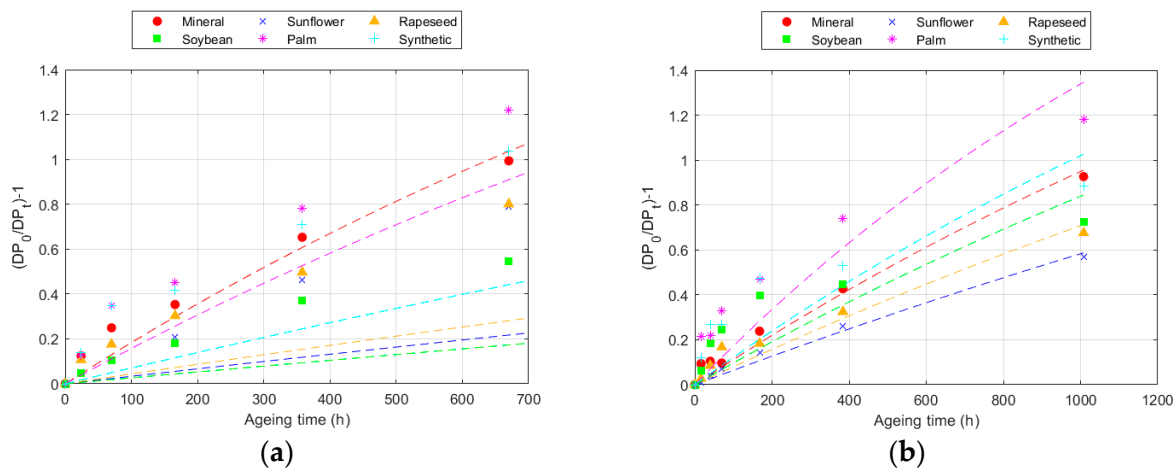 Mineral Sunflower Rapeseed
Soybean Palm Synthetic
1.4
1.2
1
0.8
0.6
0.4
0.2
0
(DP0/DPt)-1
0 100 200 300 400 500 600 700
Ageing time (h)
(a)
Mineral Sunflower Rapeseed
Soybean Palm Synthetic
1.4
1.2
1
0.8
0.6
0.4
0.2
0
(DP0/DPt)-1
0 200 400 600 800 1000 1200
Ageing time (h)
(b)